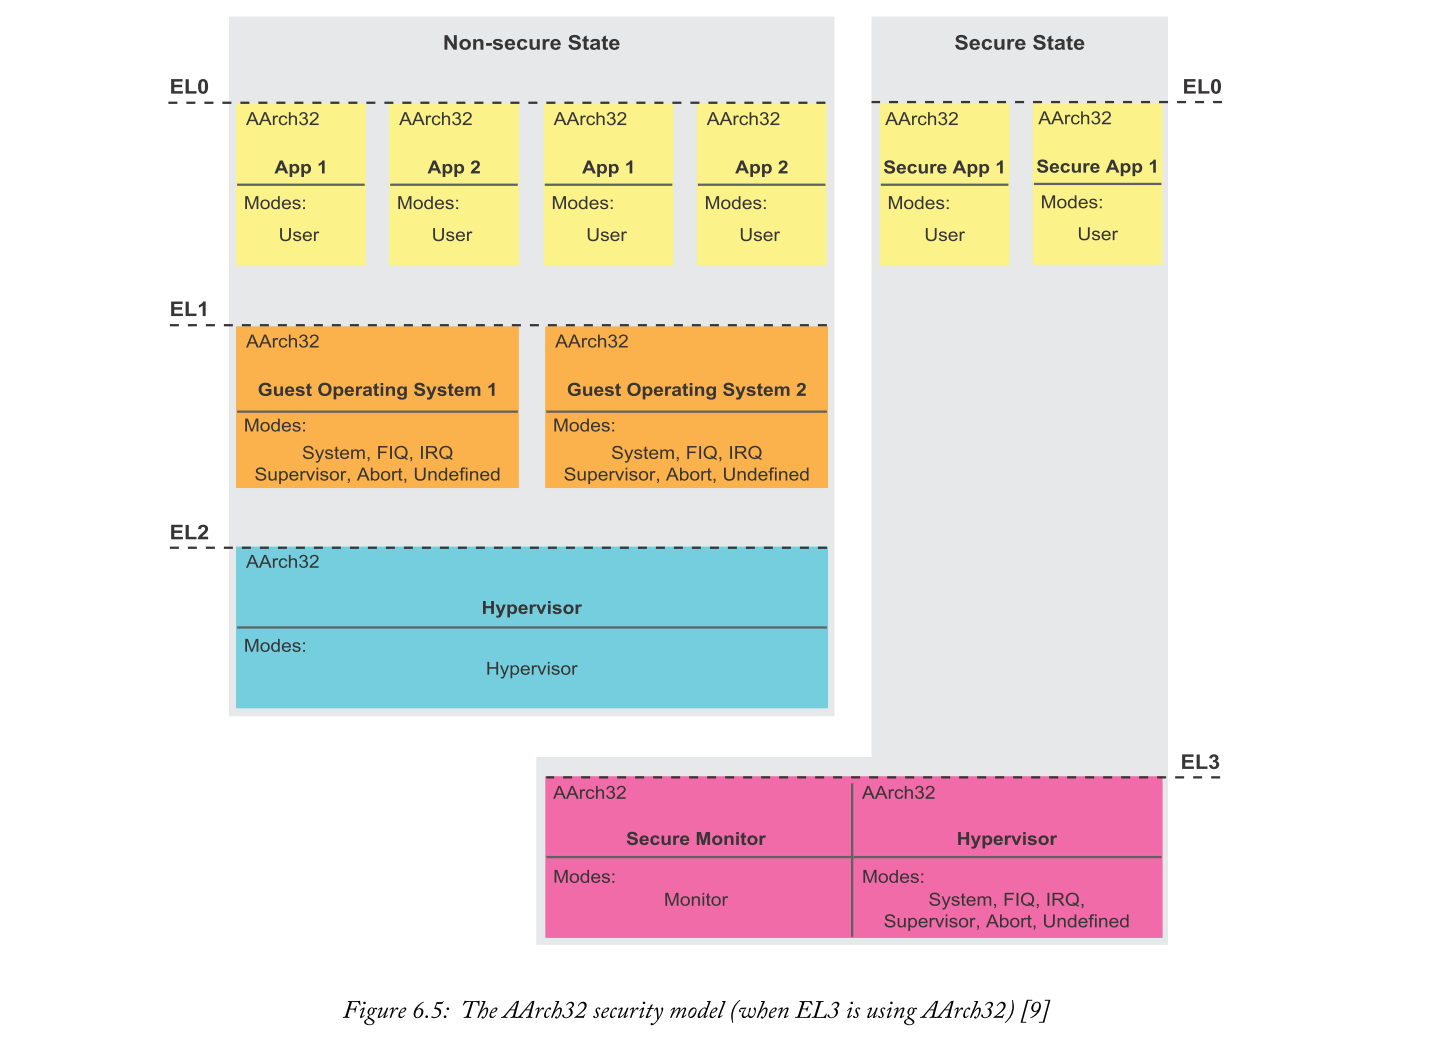 Non-secure State
Secure State
EL0
EL0
AArch32
App 1
Modes:
User
AArch32
App 2
Modes:
User
AArch32
App 1
Modes:
User
AArch32
App 2
Modes:
User
AArch32
Secure App 1
Modes:
User
AArch32
Secure App 1
Modes:
User
EL1
AArch32
Guest Operating System 1
Modes:
System, FIQ, IRQ
Supervisor, Abort, Undefined
AArch32
Guest Operating System 2
Modes:
System, FIQ, IRQ
Supervisor, Abort, Undefined
EL2
AArch32
Hypervisor
Modes:
Hypervisor
EL3
AArch32
Secure Monitor
Modes:
Monitor
AArch32
Hypervisor
Modes:
System, FIQ, IRQ,
Supervisor, Abort, Undefined
Figure 6.5: The AArch32 security model (when EL3 is using AArch32) [9]